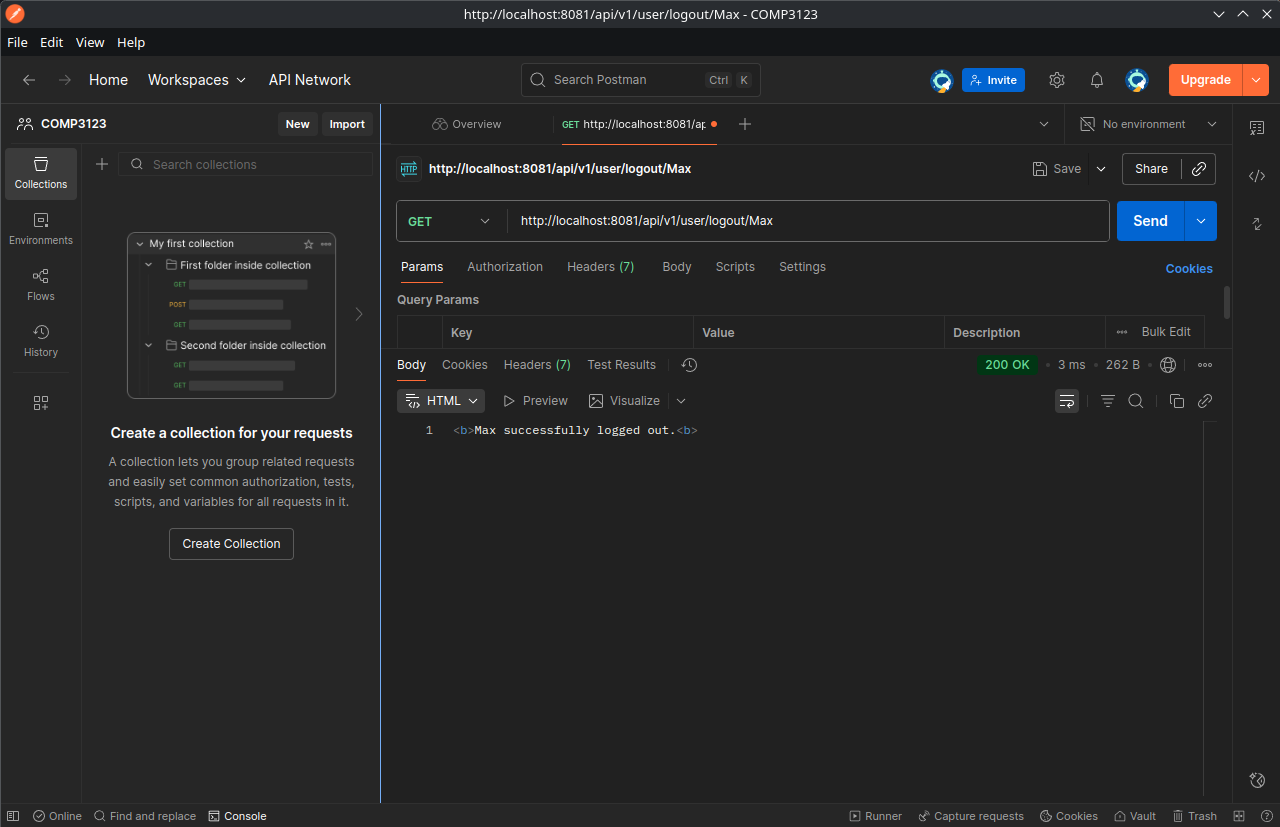 http://localhost:8081/api/v1/user/logout/Max - COMP3123
File Edit View Help
Home Workspaces API Network Search Postman Ctrl K Invite Upgrade
COMP3123 New Import
Overview GET http://localhost:8081/ap No environment
Collections
Search collections
HTTP http://localhost:8081/api/v1/user/logout/Max Save Share
GET http://localhost:8081/api/v1/user/logout/Max Send
Environments
My first collection
First folder inside collection
GET
POST
GET
Second folder inside collection
GET
GET
Flows
History
Params Authorization Headers (7) Body Scripts Settings Cookies
Query Params
Key Value Description Bulk Edit
Body Cookies Headers (7) Test Results 200 OK 3 ms 262 B
HTML Preview Visualize
1 <b>Max successfully logged out.<b>
Create a collection for your requests
A collection lets you group related requests
and easily set common authorization, tests,
scripts, and variables for all requests in it.
Create Collection
Online Find and replace Console Runner Capture requests Cookies Vault Trash